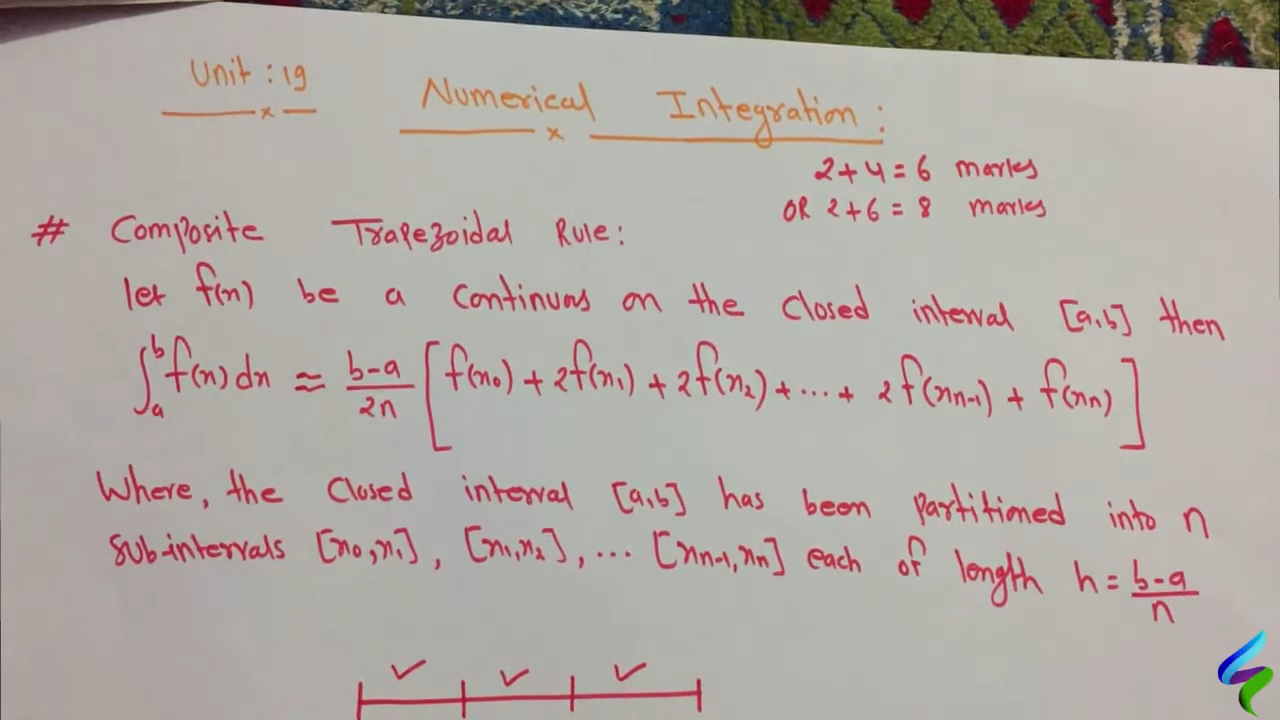 Unit : 19
Numerical Integration :
2 + 4 = 6 marks
OR 2 + 6 = 8 marks
# Composite Trapezoidal Rule:
let f(x) be a continuous on the closed interval [a,b] then
∫ₐᵇ f(x) dx ≈ (b-a)/2n [f(x₀) + 2f(x₁) + 2f(x₂) + ... + 2f(xₙ₋₁) + f(xₙ)]
Where, the closed interval [a,b] has been partitioned into n
sub-intervals [x₀,x₁], [x₁,x₂], ... [xₙ₋₁,xₙ] each of length h = (b-a)/n